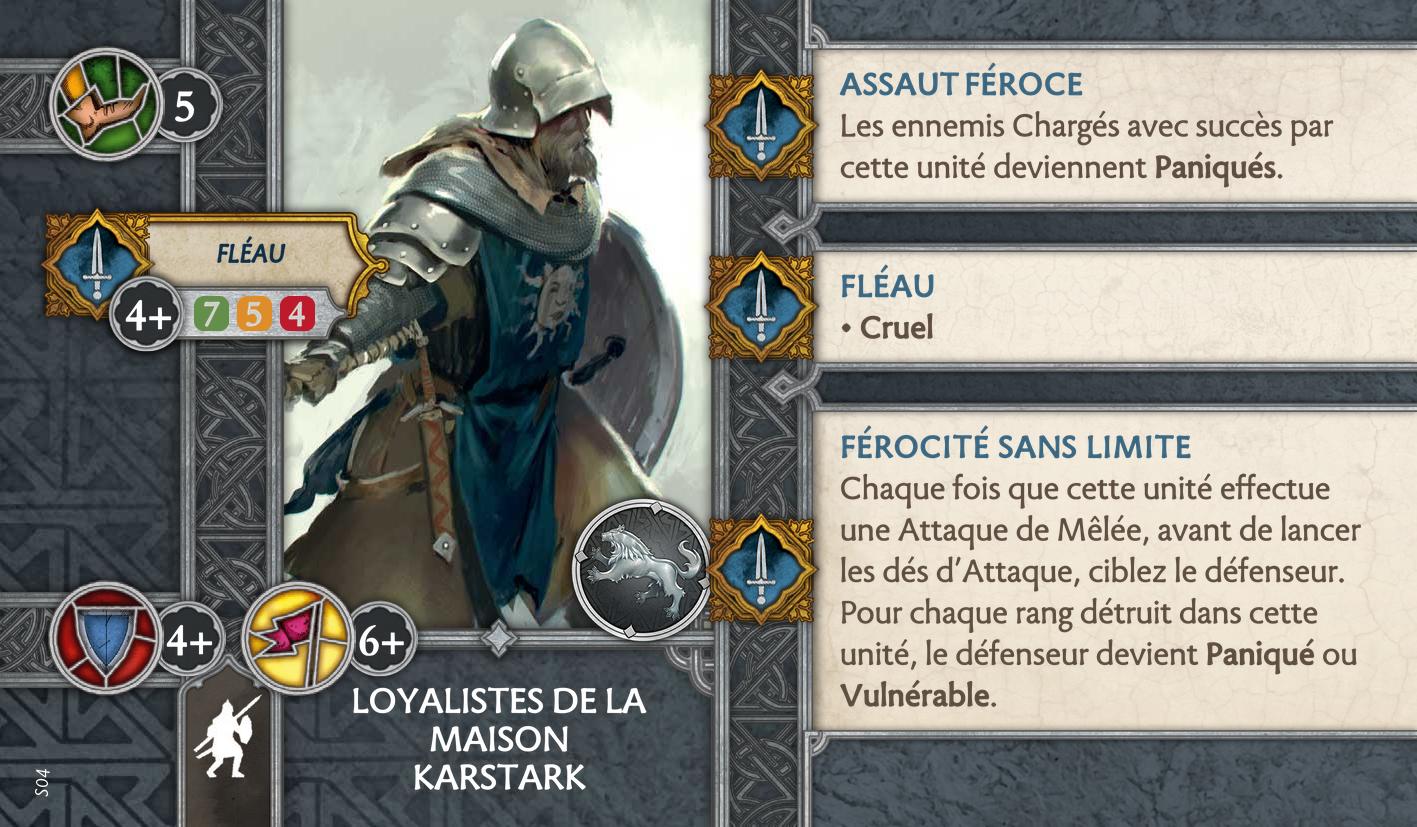 5
FLÉAU
4+ 7 5 4
4+ 6+
LOYALISTES DE LA
MAISON
KARSTARK
S04
ASSAUT FÉROCE
Les ennemis Chargés avec succès par
cette unité deviennent Paniqués.
FLÉAU
• Cruel
FÉROCITÉ SANS LIMITE
Chaque fois que cette unité effectue
une Attaque de Mêlée, avant de lancer
les dés d'Attaque, ciblez le défenseur.
Pour chaque rang détruit dans cette
unité, le défenseur devient Paniqué ou
Vulnérable.